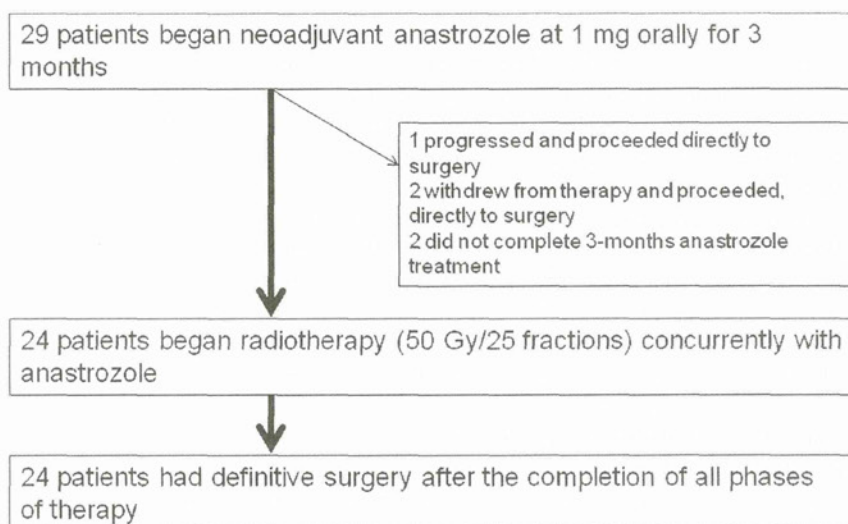 29 patients began neoadjuvant anastrozole at 1 mg orally for 3
months
1 progressed and proceeded directly to
surgery
2 withdrew from therapy and proceeded,
directly to surgery
2 did not complete 3-months anastrozole
treatment
24 patients began radiotherapy (50 Gy/25 fractions) concurrently with
anastrozole
24 patients had definitive surgery after the completion of all phases
of therapy